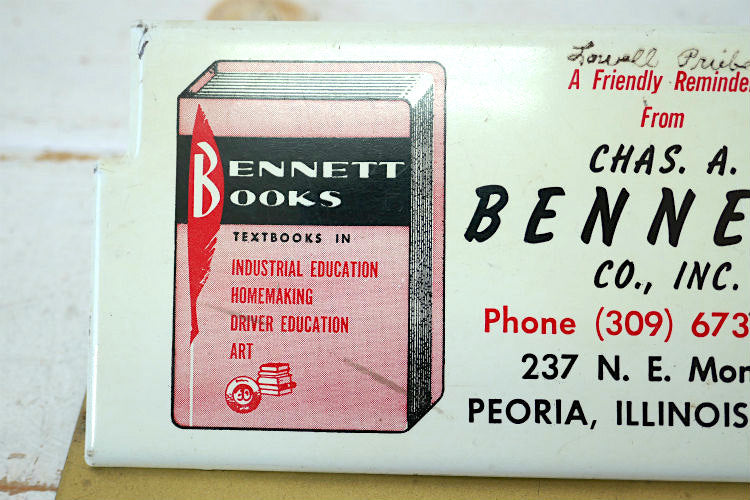 BENNETT
BOOKS
TEXTBOOKS IN
INDUSTRIAL EDUCATION
HOMEMAKING
DRIVER EDUCATION
ART
Lowell
A Friendly Reminder
From
CHAS. A.
BENNE
CO., INC.
Phone (309) 673
237 N. E. Mon
PEORIA, ILLINOIS